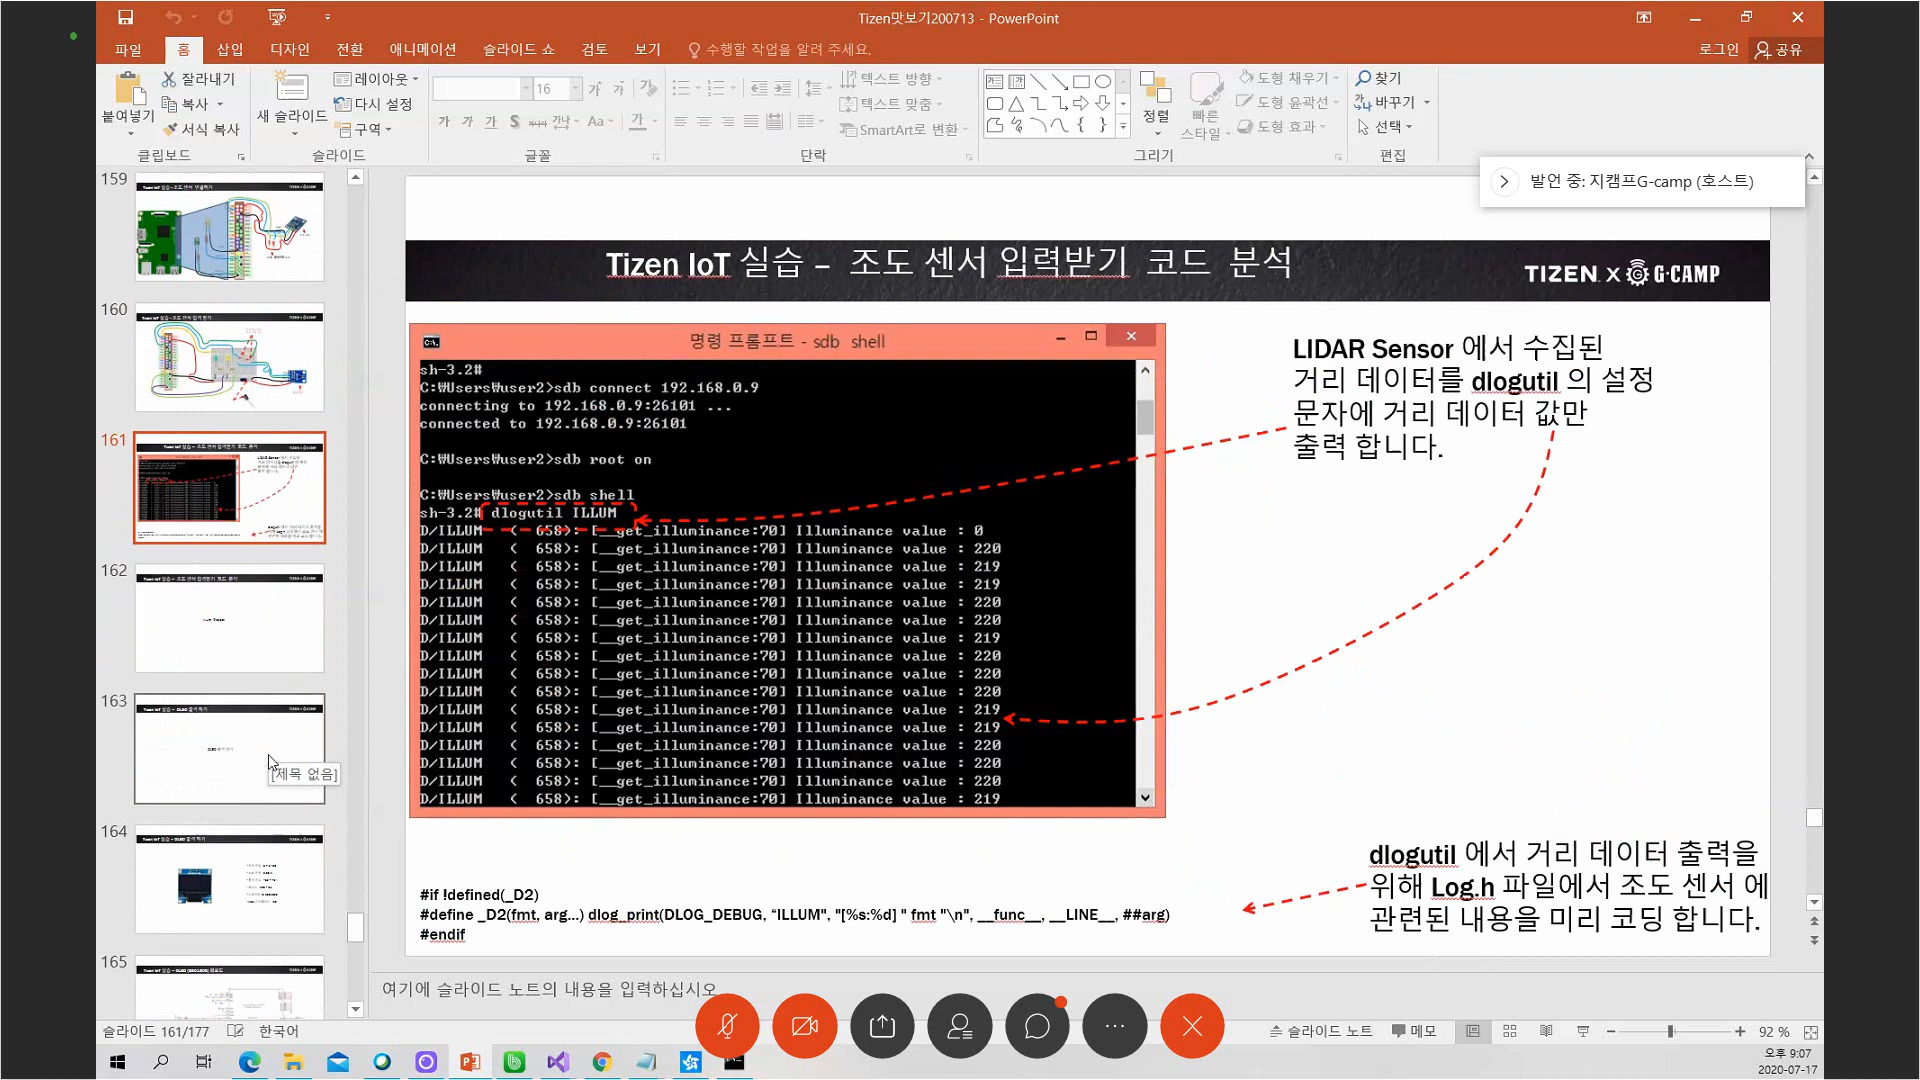 Tizen맛보기200713 - PowerPoint
파일 홈 삽입 디자인 전환 애니메이션 슬라이드 쇼 검토 보기 수행할 작업을 알려 주세요. 로그인 공유
붙여넣기
잘라내기
복사
서식 복사
클립보드
새 슬라이드
레이아웃
다시 설정
구역
슬라이드
16
글꼴
텍스트 방향
텍스트 맞춤
SmartArt로 변환
단락
정렬
빠른
스타일
도형 채우기
도형 윤곽선
도형 효과
그리기
찾기
바꾸기
선택
편집
발언 중: 지캠프G-camp (호스트)
159
160
161
162
163
[제목 없음]
164
165
Tizen IoT 실습 – 조도 센서 입력받기 코드 분석
TIZEN X G·CAMP
명령 프롬프트 - sdb shell
sh-3.2#
C:₩Users₩user2>sdb connect 192.168.0.9
connecting to 192.168.0.9:26101 ...
connected to 192.168.0.9:26101
C:₩Users₩user2>sdb root on
C:₩Users₩user2>sdb shell
sh-3.2# dlogutil ILLUM
D/ILLUM ( 658): [__get_illuminance:70] Illuminance value : 0
D/ILLUM ( 658): [__get_illuminance:70] Illuminance value : 220
D/ILLUM ( 658): [__get_illuminance:70] Illuminance value : 219
D/ILLUM ( 658): [__get_illuminance:70] Illuminance value : 219
D/ILLUM ( 658): [__get_illuminance:70] Illuminance value : 220
D/ILLUM ( 658): [__get_illuminance:70] Illuminance value : 220
D/ILLUM ( 658): [__get_illuminance:70] Illuminance value : 219
D/ILLUM ( 658): [__get_illuminance:70] Illuminance value : 220
D/ILLUM ( 658): [__get_illuminance:70] Illuminance value : 220
D/ILLUM ( 658): [__get_illuminance:70] Illuminance value : 220
D/ILLUM ( 658): [__get_illuminance:70] Illuminance value : 219
D/ILLUM ( 658): [__get_illuminance:70] Illuminance value : 219
D/ILLUM ( 658): [__get_illuminance:70] Illuminance value : 220
D/ILLUM ( 658): [__get_illuminance:70] Illuminance value : 220
D/ILLUM ( 658): [__get_illuminance:70] Illuminance value : 220
D/ILLUM ( 658): [__get_illuminance:70] Illuminance value : 219
LIDAR Sensor 에서 수집된
거리 데이터를 dlogutil 의 설정
문자에 거리 데이터 값만
출력 합니다.
dlogutil 에서 거리 데이터 출력을
위해 Log.h 파일에서 조도 센서 에
관련된 내용을 미리 코딩 합니다.
#if !defined(_D2)
#define _D2(fmt, arg...) dlog_print(DLOG_DEBUG, “ILLUM", "[%s:%d] " fmt "\n", __func__, __LINE__, ##arg)
#endif
여기에 슬라이드 노트의 내용을 입력하십시오
슬라이드 161/177 한국어
슬라이드 노트 메모 92 %
오후 9:07
2020-07-17